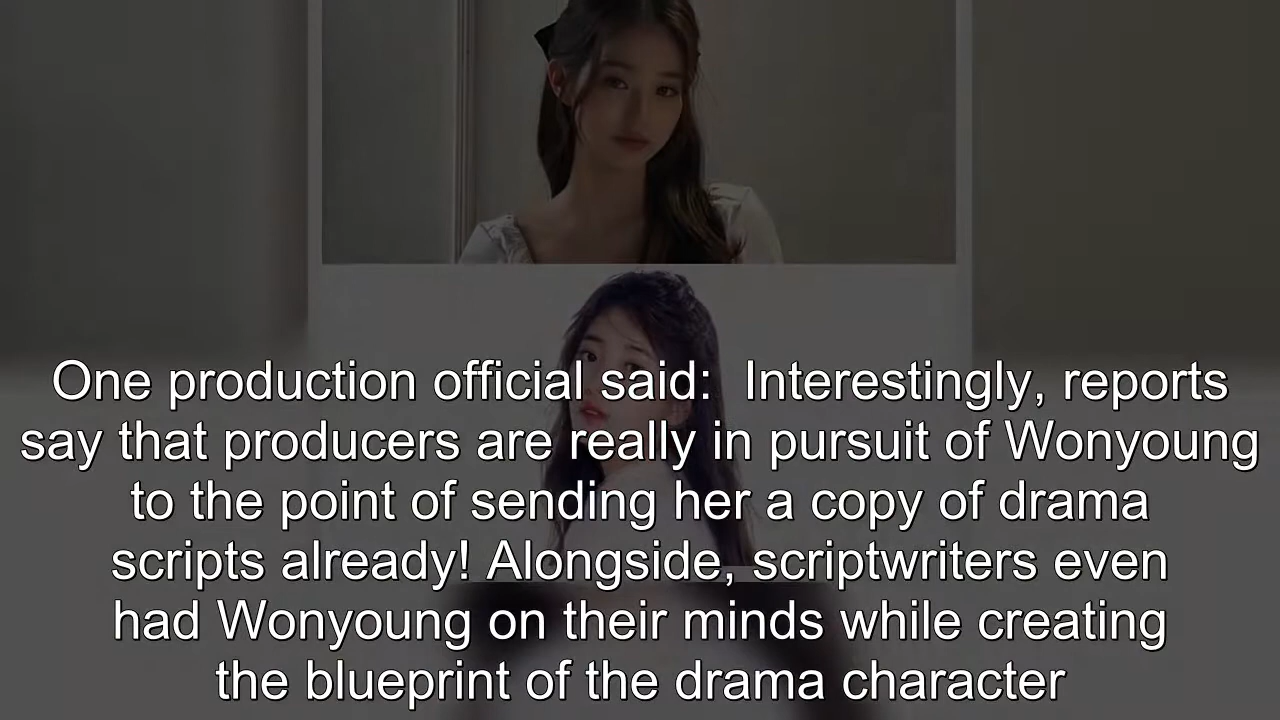 One production official said:  Interestingly, reports
say that producers are really in pursuit of Wonyoung
to the point of sending her a copy of drama
scripts already! Alongside, scriptwriters even
had Wonyoung on their minds while creating
the blueprint of the drama character